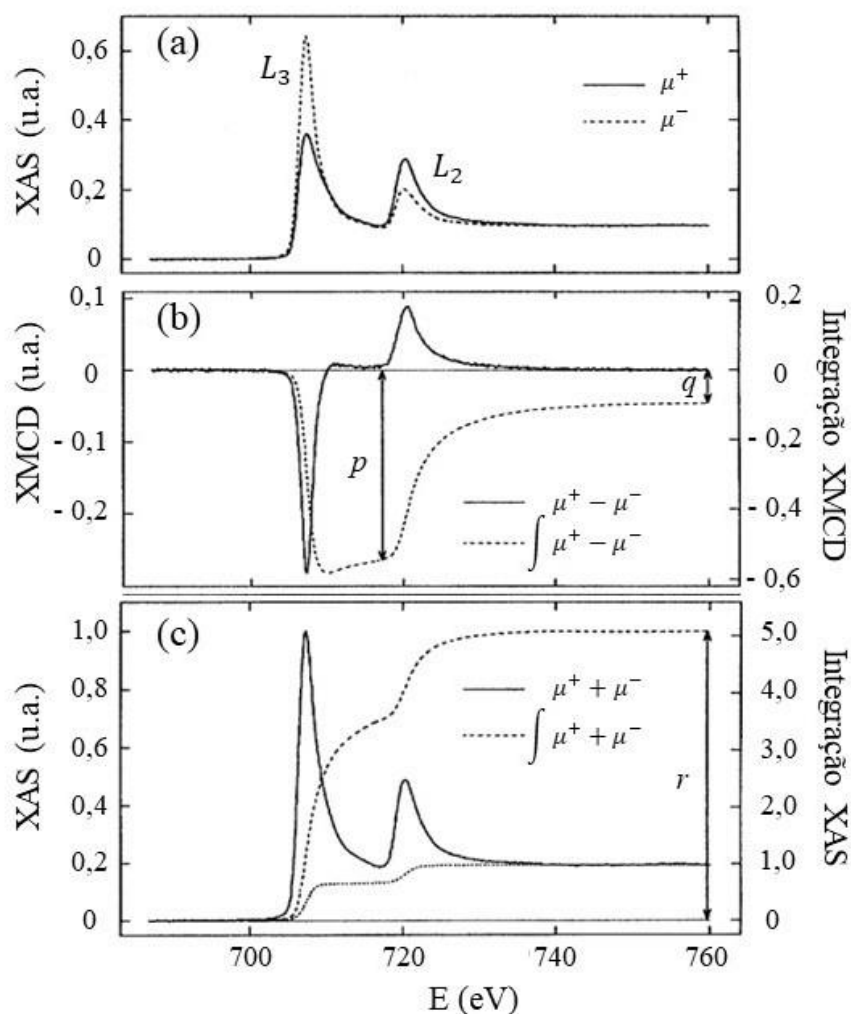 (a)
XAS (u.a.)
0,6
0,4
0,2
0
L₃
L₂
μ⁺
μ⁻
(b)
XMCD (u.a.)
0,1
0
- 0,1
- 0,2
p
q
∫ μ⁺ − μ⁻
μ⁺ − μ⁻
0,2
0
- 0,2
- 0,4
- 0,6
Integração XMCD
(c)
XAS (u.a.)
1,0
0,8
0,6
0,4
0,2
0
μ⁺ + μ⁻
∫ μ⁺ + μ⁻
r
5,0
4,0
3,0
2,0
1,0
0
Integração XAS
700
720
740
760
E (eV)